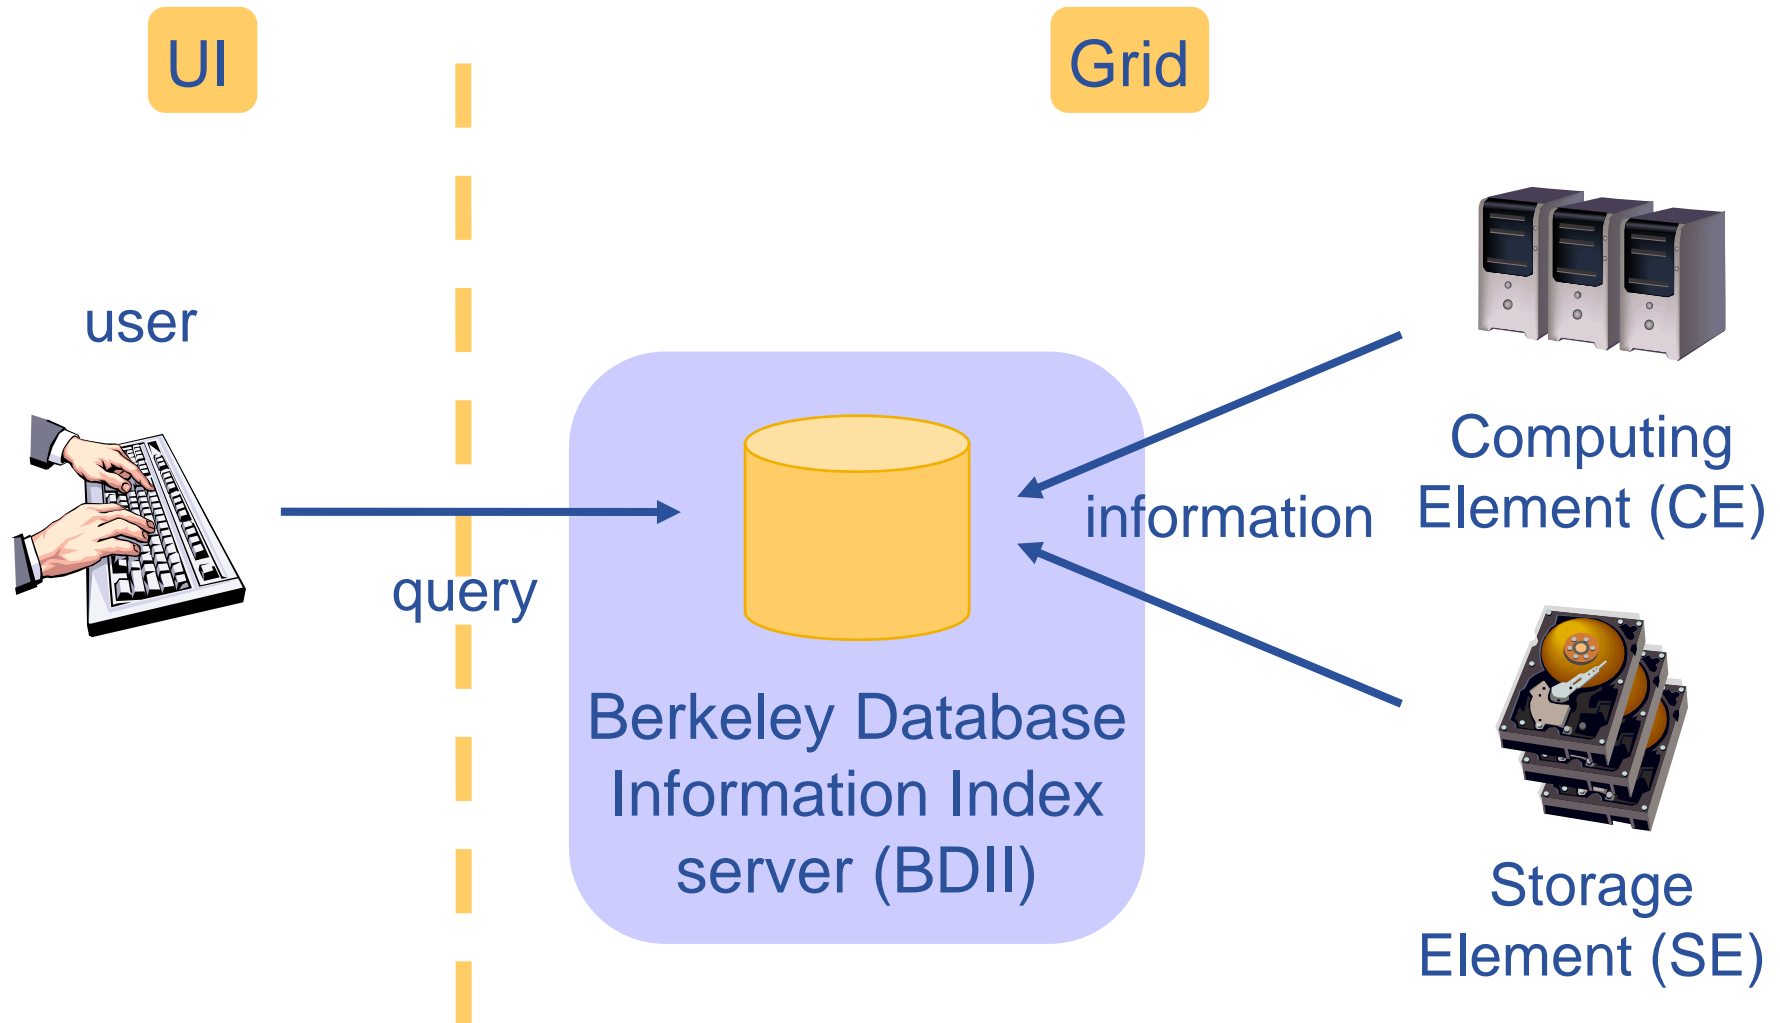 UI
Grid
user
query
information
Berkeley Database
Information Index
server (BDII)
Computing
Element (CE)
Storage
Element (SE)